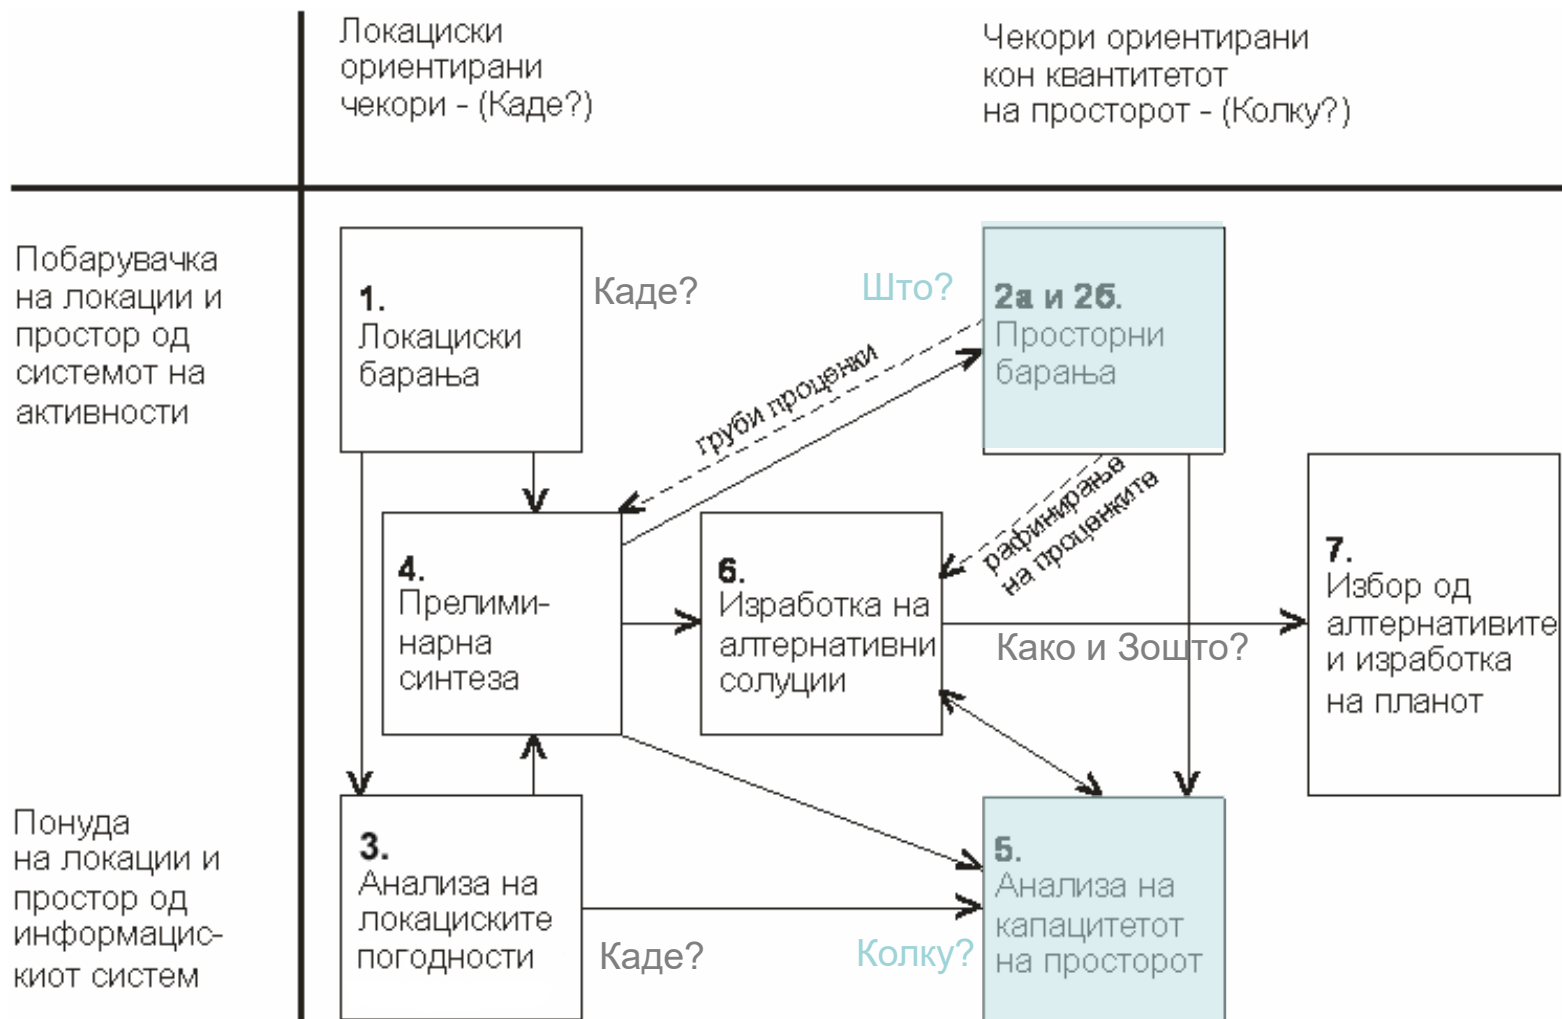 Локациски
ориентирани
чекори - (Каде?)
Чекори ориентирани
кон квантитетот
на просторот - (Колку?)
Побарувачка
на локации и
простор од
системот на
активности
1.
Локациски
барања
Каде?
Што?
2а и 2б.
Просторни
барања
груби проценки
рафинирање
на проценките
4.
Прелими-
нарна
синтеза
6.
Изработка на
алтернативни
солуции
Како и Зошто?
7.
Избор од
алтернативите
и изработка
на планот
Понуда
на локации и
простор од
информацис-
киот систем
3.
Анализа на
локациските
погодности
Каде?
Колку?
5.
Анализа на
капацитетот
на просторот